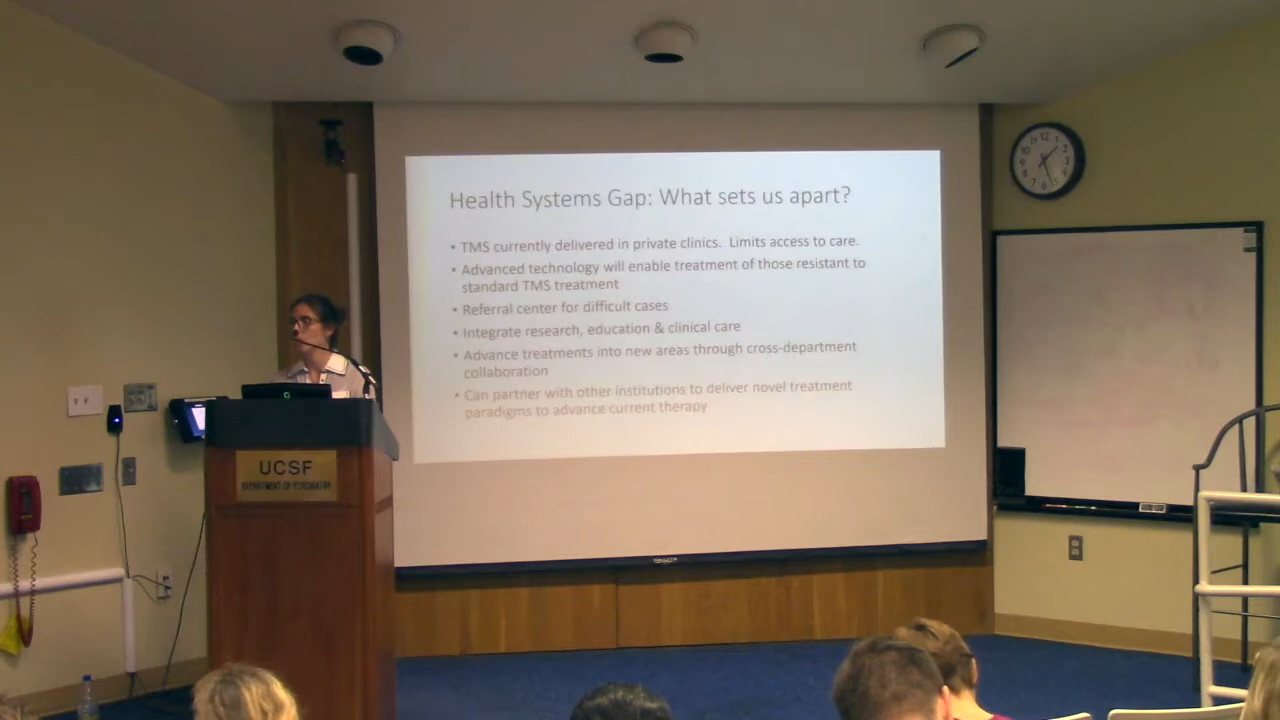 Health Systems Gap: What sets us apart?
• TMS currently delivered in private clinics. Limits access to care.
• Advanced technology will enable treatment of those resistant to
standard TMS treatment
• Referral center for difficult cases
• Integrate research, education & clinical care
• Advance treatments into new areas through cross-department
collaboration
• Can partner with other institutions to deliver novel treatment
paradigms to advance current therapy
UCSF
DEPARTMENT OF PSYCHIATRY